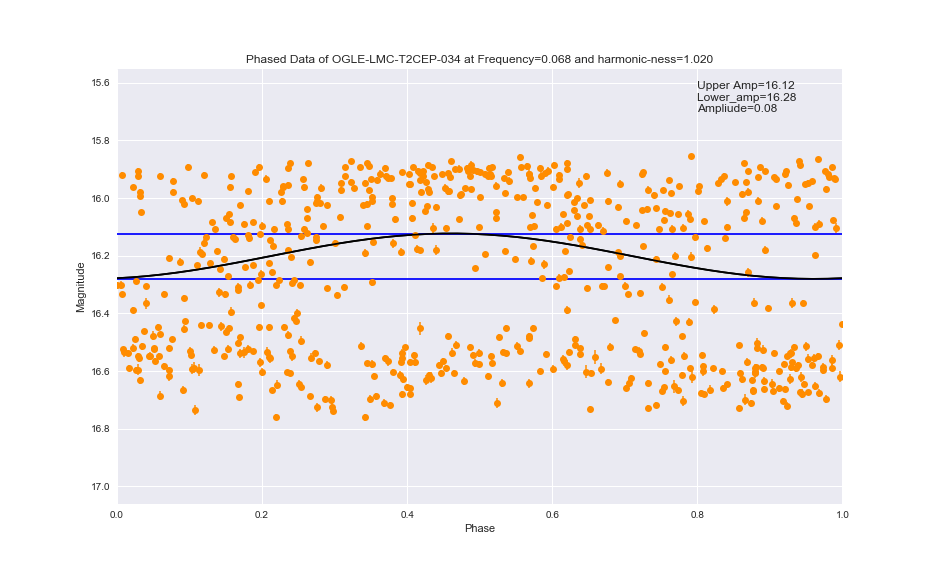 Phased Data of OGLE-LMC-T2CEP-034 at Frequency=0.068 and harmonic-ness=1.020
Upper Amp=16.12
Lower_amp=16.28
Ampliude=0.08
15.6
15.8
16.0
16.2
16.4
16.6
16.8
17.0
Magnitude
0.0 0.2 0.4 0.6 0.8 1.0
Phase